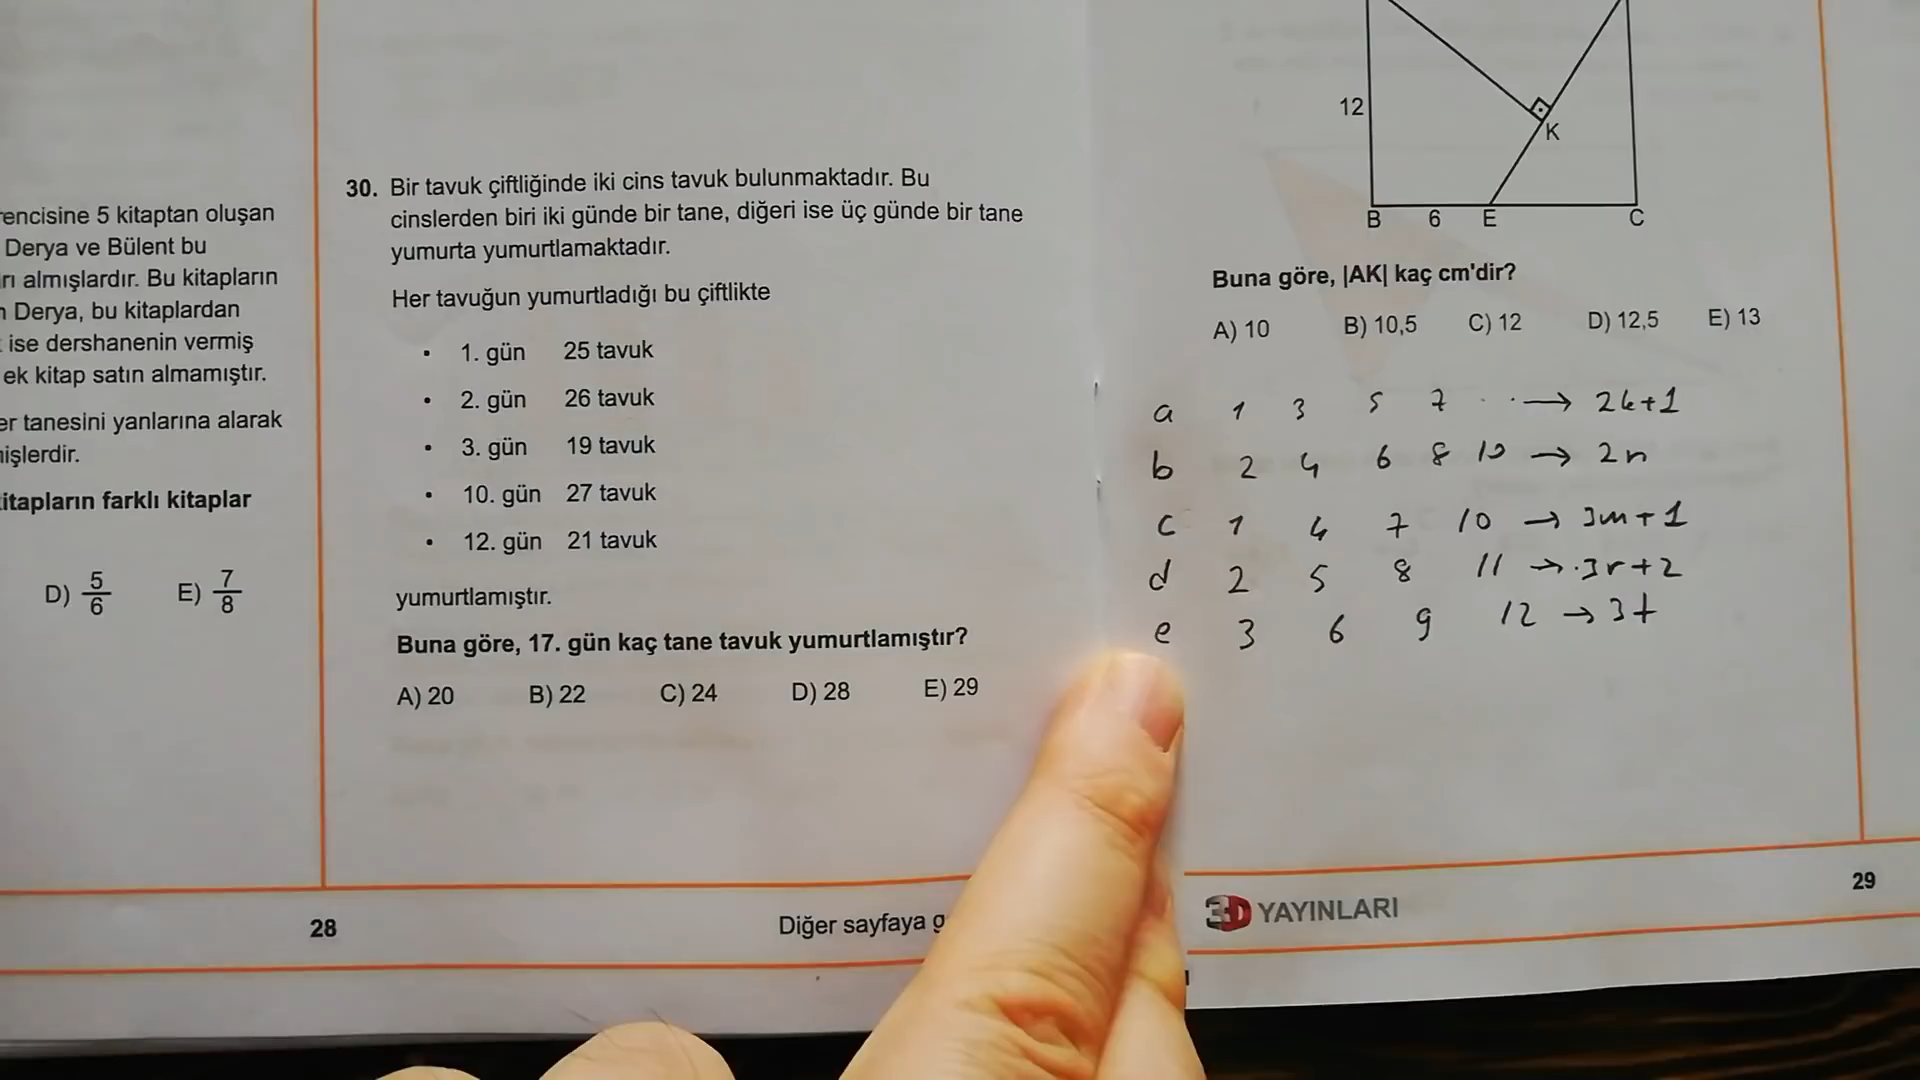 rencisine 5 kitaptan oluşan
Derya ve Bülent bu
rı almışlardır. Bu kitapların
Derya, bu kitaplardan
ise dershanenin vermiş
ek kitap satın almamıştır.
er tanesini yanlarına alarak
işlerdir.
itapların farklı kitaplar
D) 5/6 E) 7/8
30. Bir tavuk çiftliğinde iki cins tavuk bulunmaktadır. Bu
cinslerden biri iki günde bir tane, diğeri ise üç günde bir tane
yumurta yumurtlamaktadır.
Her tavuğun yumurtladığı bu çiftlikte
• 1. gün 25 tavuk
• 2. gün 26 tavuk
• 3. gün 19 tavuk
• 10. gün 27 tavuk
• 12. gün 21 tavuk
yumurtlamıştır.
Buna göre, 17. gün kaç tane tavuk yumurtlamıştır?
A) 20 B) 22 C) 24 D) 28 E) 29
28
Diğer sayfaya g
12
K
B 6 E C
Buna göre, |AK| kaç cm'dir?
A) 10 B) 10,5 C) 12 D) 12,5 E) 13
a 1 3 5 7 . . → 2k+1
b 2 4 6 8 10 → 2n
c 1 4 7 10 → 3m+1
d 2 5 8 11 → 3r+2
e 3 6 9 12 → 3t
3D YAYINLARI
29